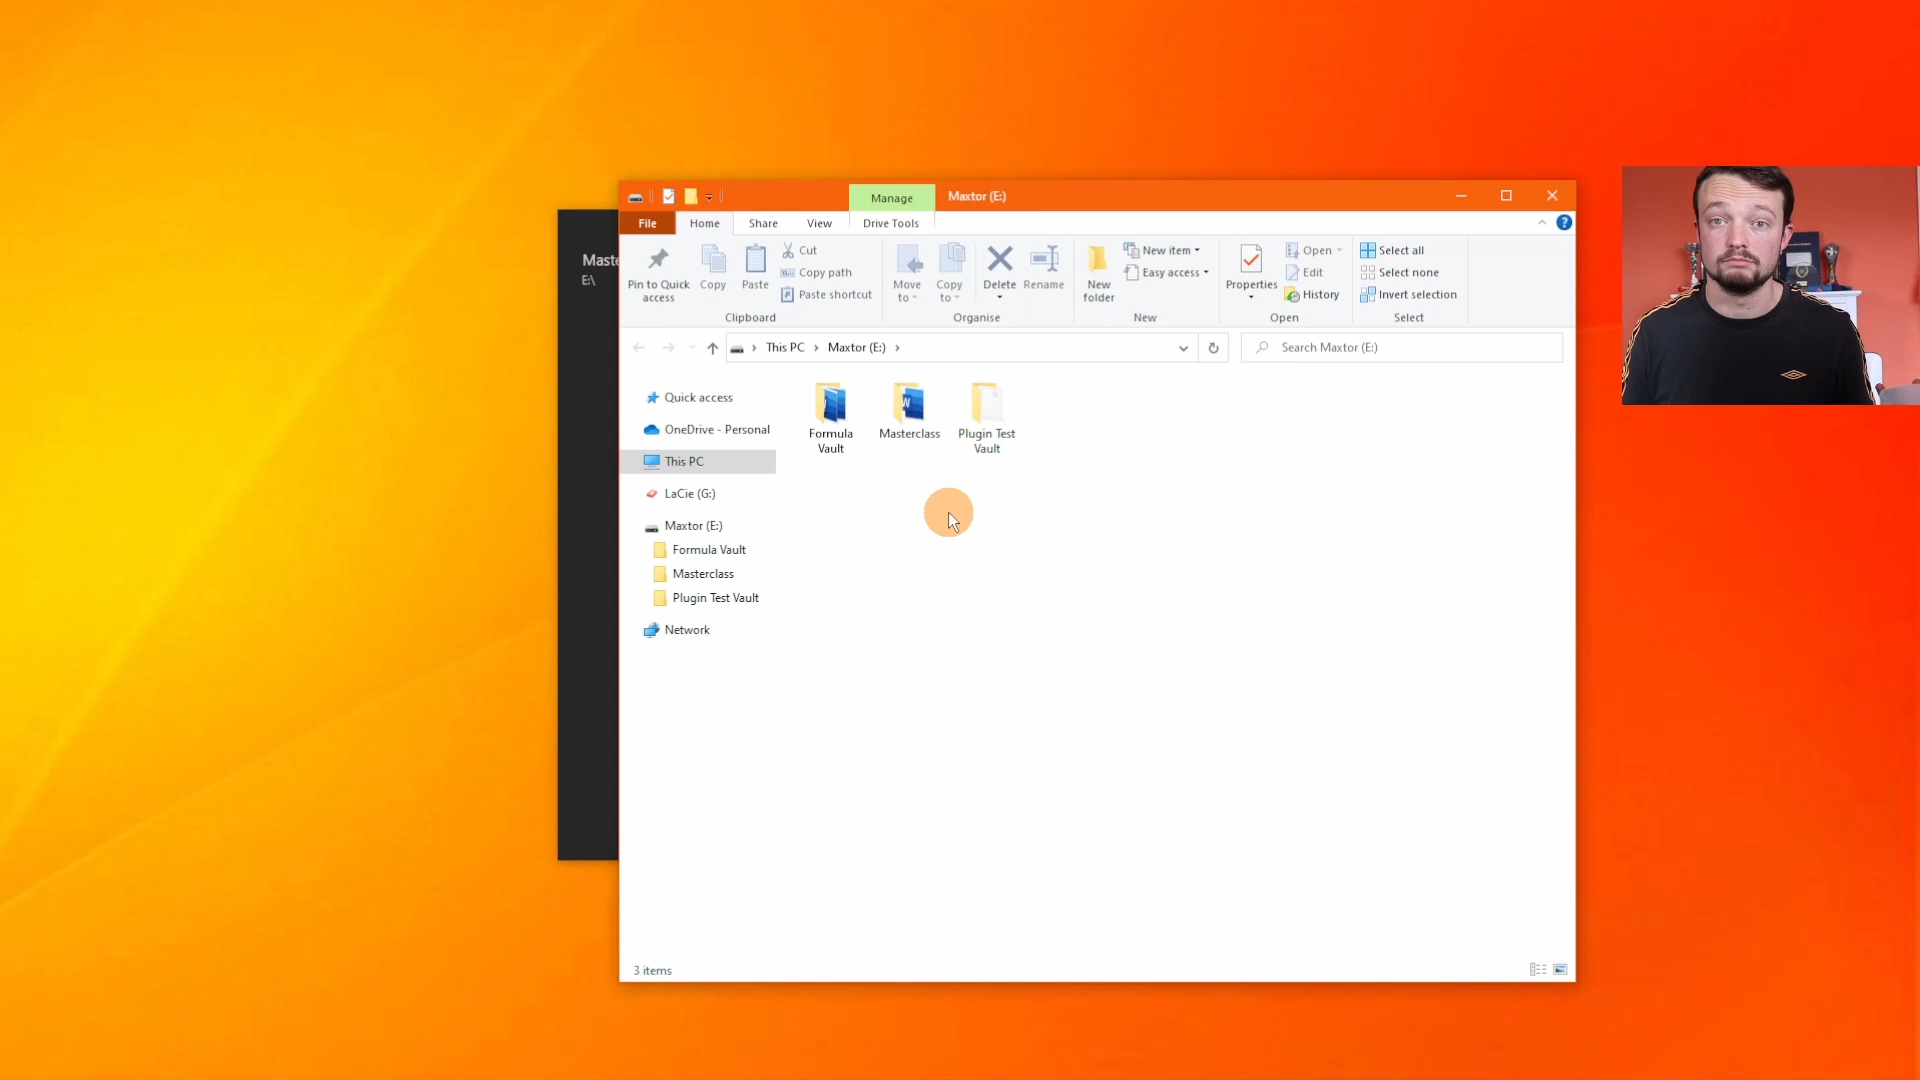 Manage
Maxtor (E:)
File
Home
Share
View
Drive Tools
Pin to Quick
access
Copy
Paste
Cut
Copy path
Paste shortcut
Clipboard
Move
to
Copy
to
Delete
Rename
Organise
New
folder
New item
Easy access
New
Properties
Open
Edit
History
Open
Select all
Select none
Invert selection
Select
This PC
Maxtor (E:)
Search Maxtor (E:)
Quick access
OneDrive - Personal
This PC
LaCie (G:)
Maxtor (E:)
Formula Vault
Masterclass
Plugin Test Vault
Network
Formula
Vault
Masterclass
Plugin Test
Vault
Maste
E:\
3 items